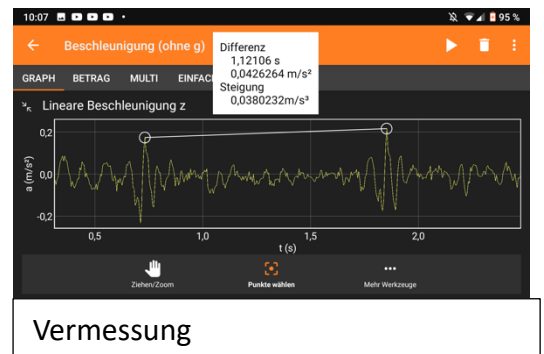 10:07 95 %
Beschleunigung (ohne g)
Differenz
1,12106 s
0,0426264 m/s²
Steigung
0,0380232m/s³
GRAPH BETRAG MULTI EINFAC
Lineare Beschleunigung z
0,2
0,0
-0,2
a (m/s²)
0,5 1,0 1,5 2,0
t (s)
Ziehen/Zoom Punkte wählen Mehr Werkzeuge
Vermessung